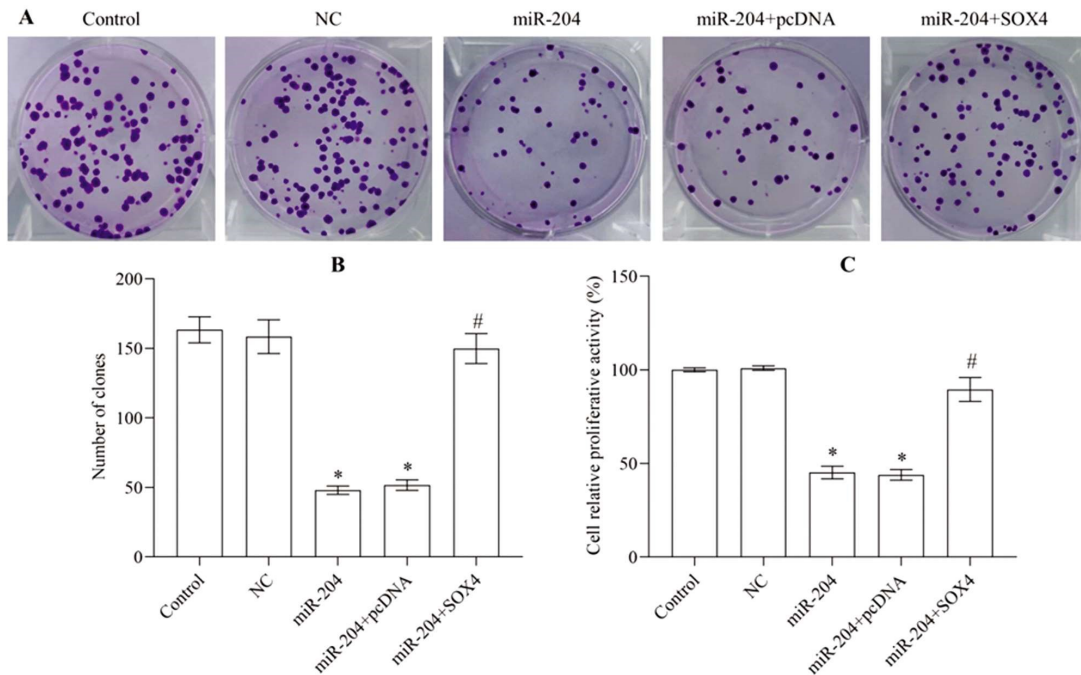 A
Control
NC
miR-204
miR-204+pcDNA
miR-204+SOX4
B
Number of clones
200
150
100
50
0
*
*
#
Control
NC
miR-204
miR-204+pcDNA
miR-204+SOX4
C
Cell relative proliferative activity (%)
150
100
50
0
*
*
#
Control
NC
miR-204
miR-204+pcDNA
miR-204+SOX4